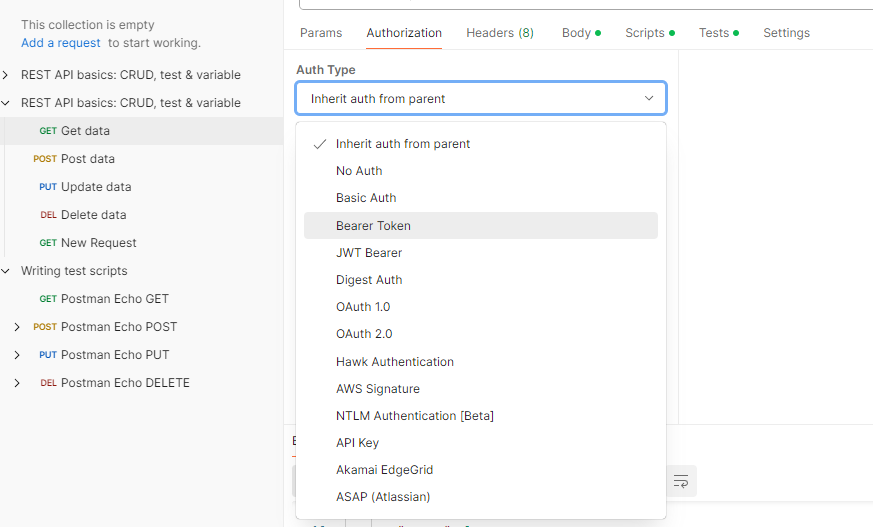 This collection is empty
Add a request to start working.
REST API basics: CRUD, test & variable
REST API basics: CRUD, test & variable
GET Get data
POST Post data
PUT Update data
DEL Delete data
GET New Request
Writing test scripts
GET Postman Echo GET
POST Postman Echo POST
PUT Postman Echo PUT
DEL Postman Echo DELETE
Params Authorization Headers (8) Body Scripts Tests Settings
Auth Type
Inherit auth from parent
Inherit auth from parent
No Auth
Basic Auth
Bearer Token
JWT Bearer
Digest Auth
OAuth 1.0
OAuth 2.0
Hawk Authentication
AWS Signature
NTLM Authentication [Beta]
API Key
Akamai EdgeGrid
ASAP (Atlassian)